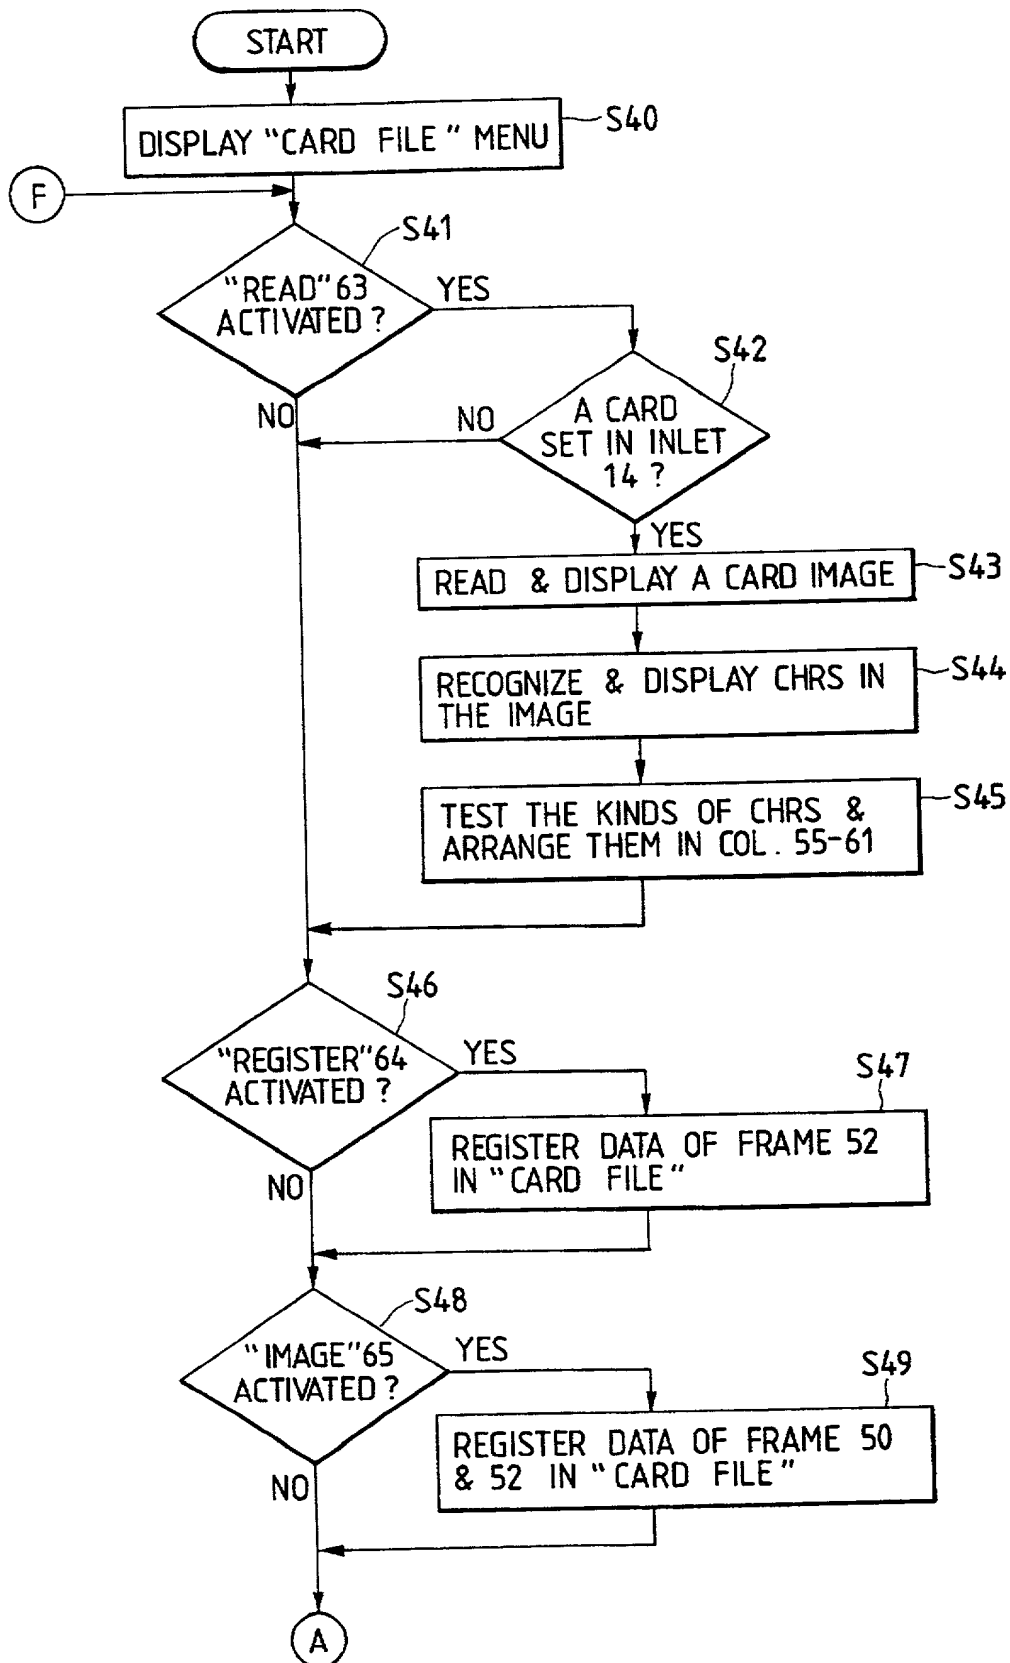 START
DISPLAY "CARD FILE" MENU
S40
F
S41
"READ" 63
ACTIVATED ?
YES
NO
S42
A CARD
SET IN INLET
14 ?
NO
YES
READ & DISPLAY A CARD IMAGE
S43
RECOGNIZE & DISPLAY CHRS IN
THE IMAGE
S44
TEST THE KINDS OF CHRS &
ARRANGE THEM IN COL. 55-61
S45
S46
"REGISTER" 64
ACTIVATED ?
YES
NO
S47
REGISTER DATA OF FRAME 52
IN "CARD FILE"
S48
"IMAGE" 65
ACTIVATED ?
YES
NO
S49
REGISTER DATA OF FRAME 50
& 52 IN "CARD FILE"
A